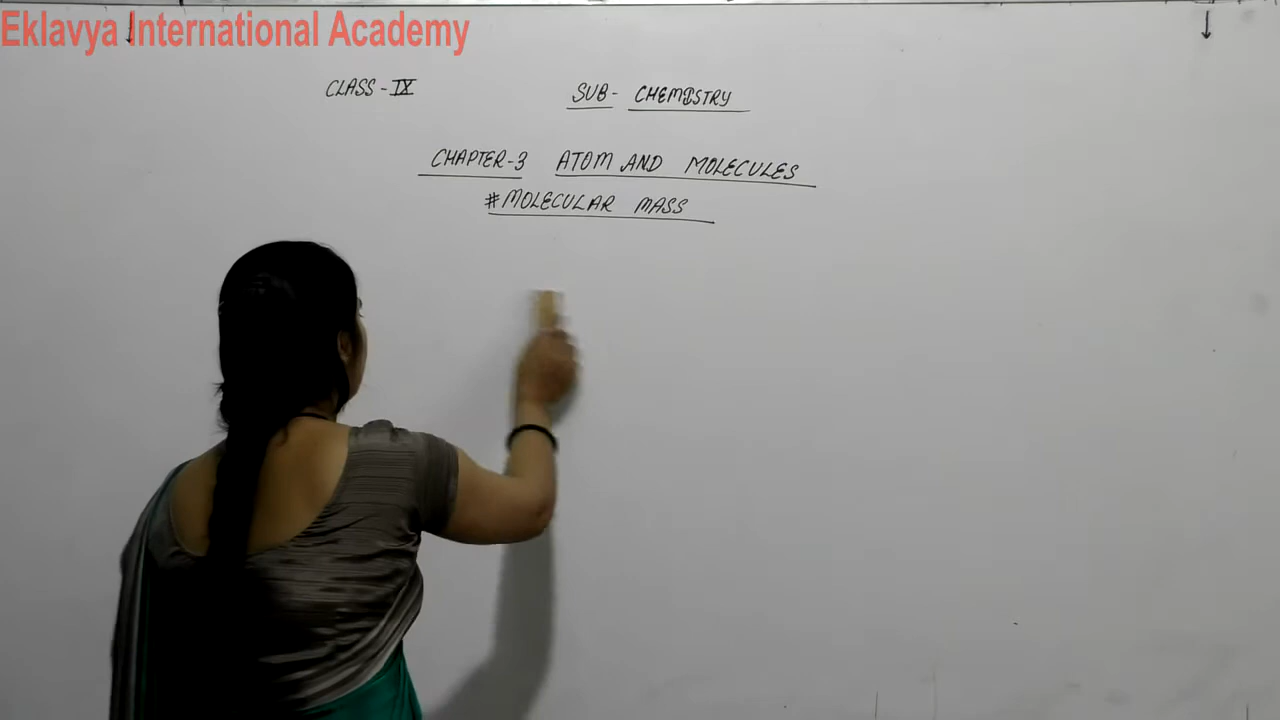 Eklavya International Academy
CLASS-IX SUB- CHEMISTRY
CHAPTER-3 ATOM AND MOLECULES
#MOLECULAR MASS